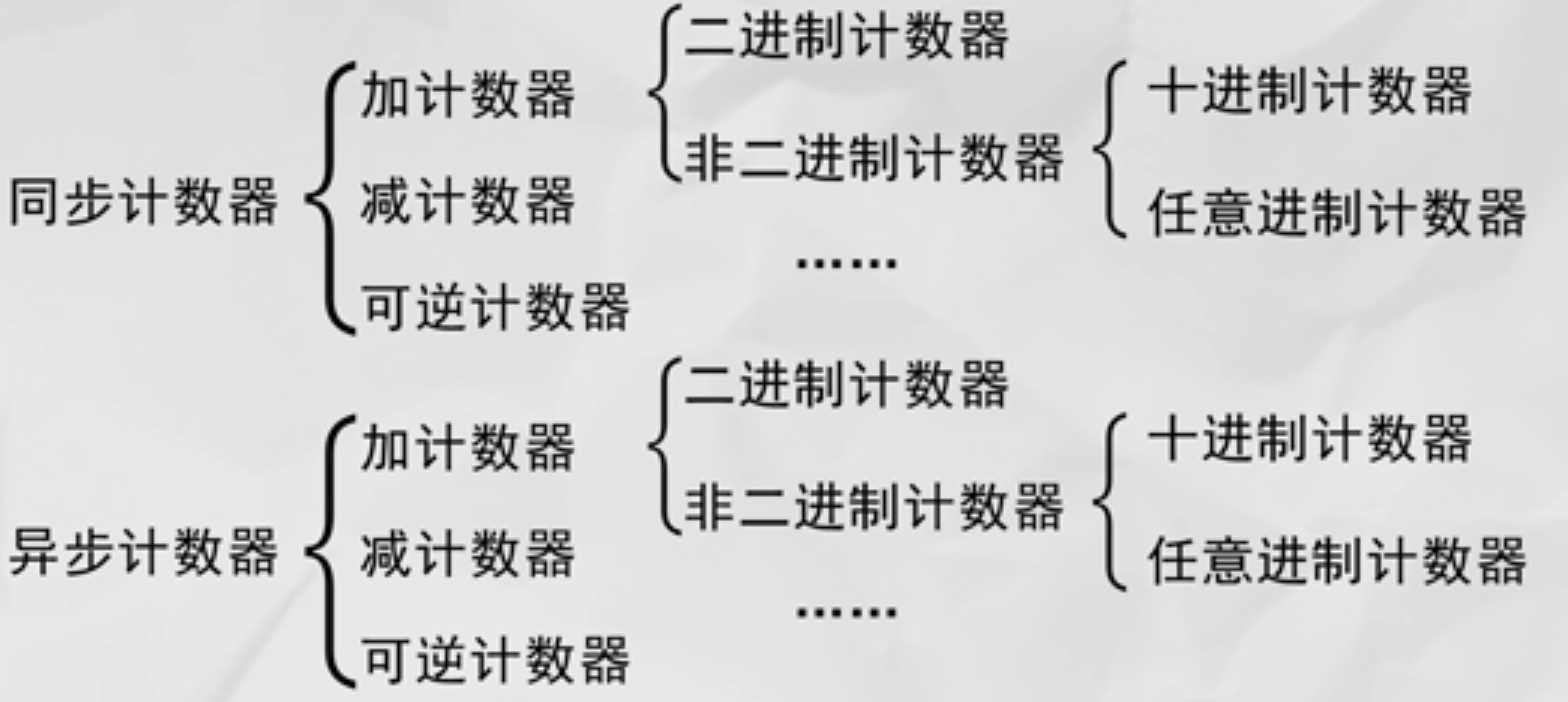 同步计数器
加计数器
减计数器
可逆计数器
二进制计数器
非二进制计数器
……
十进制计数器
任意进制计数器
异步计数器
加计数器
减计数器
可逆计数器
二进制计数器
非二进制计数器
……
十进制计数器
任意进制计数器